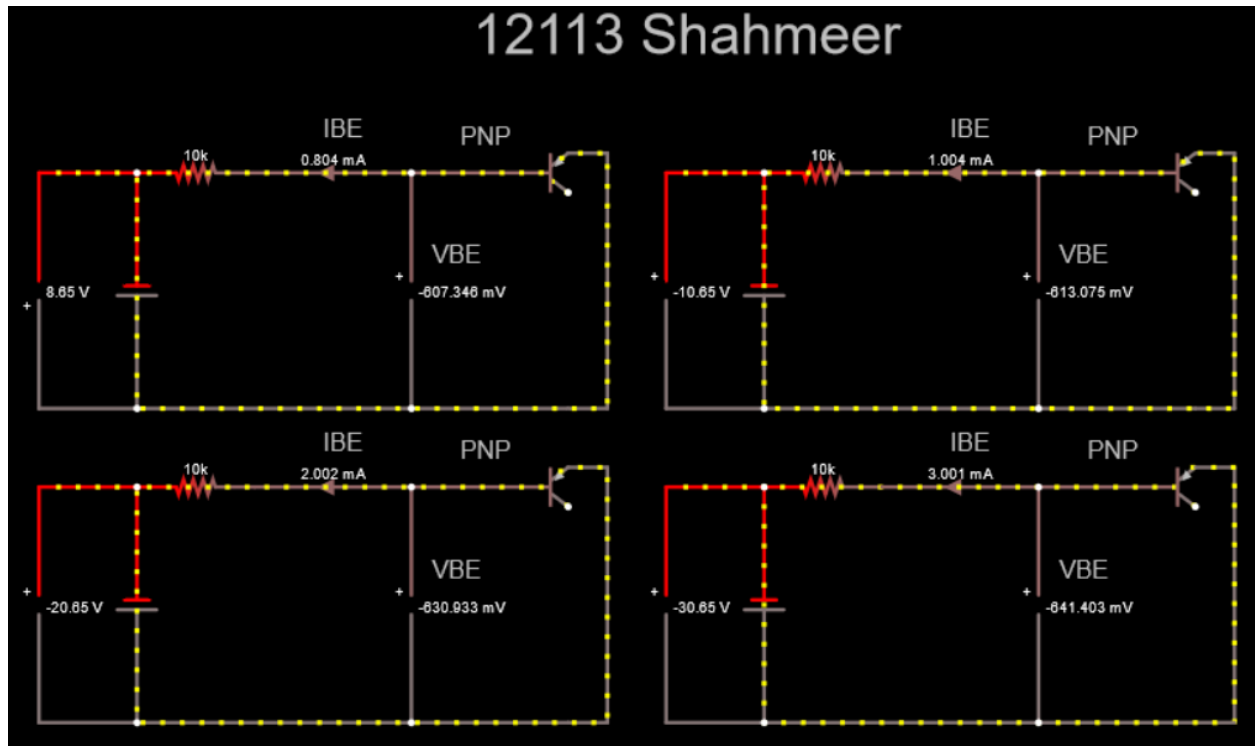 12113 Shahmeer
IBE
PNP
10k
0.804 mA
VBE
+
8.65 V
+
-607.346 mV
IBE
PNP
10k
1.004 mA
VBE
+
-10.65 V
+
-613.075 mV
IBE
PNP
10k
2.002 mA
VBE
+
-20.65 V
+
-630.933 mV
IBE
PNP
10k
3.001 mA
VBE
+
-30.65 V
+
-641.403 mV